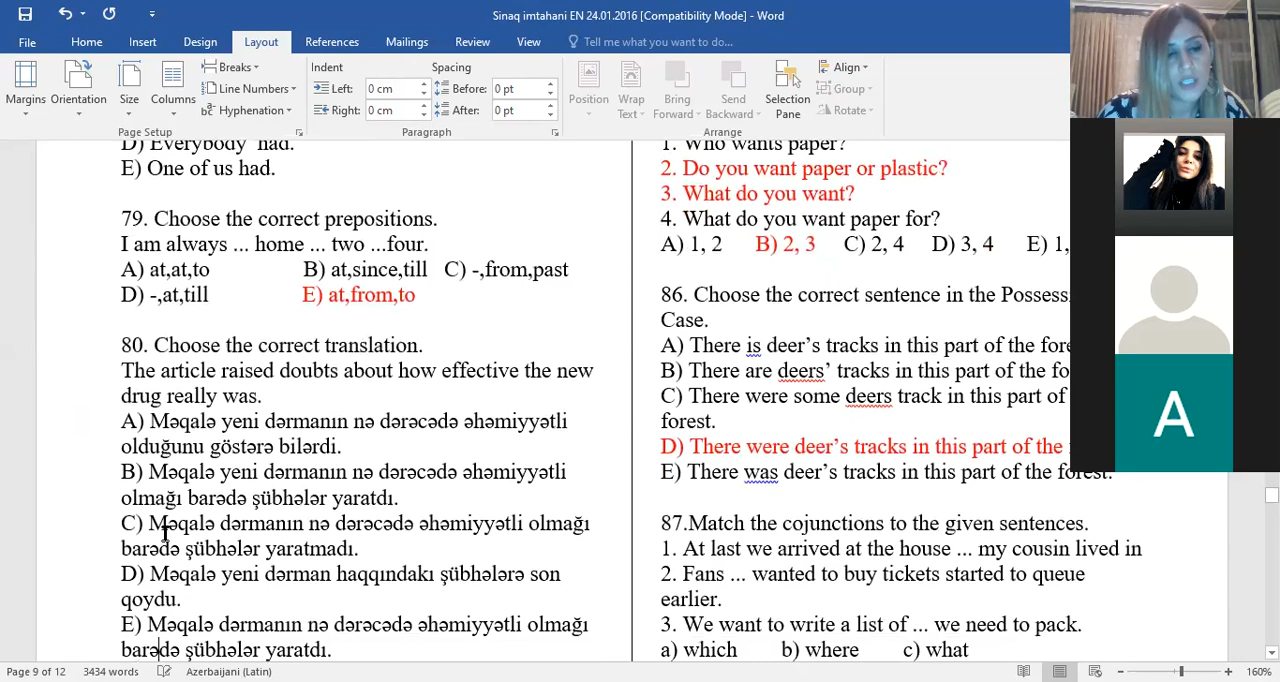 Sinaq imtahani EN 24.01.2016 [Compatibility Mode] - Word
File Home Insert Design Layout References Mailings Review View Tell me what you want to do...
Margins Orientation Size Columns
Breaks
Line Numbers
Hyphenation
Page Setup
Indent Spacing
Left: 0 cm Before: 0 pt
Right: 0 cm After: 0 pt
Paragraph
Position Wrap Text Bring Forward Send Backward Selection Pane
Align
Group
Rotate
Arrange
D) Everybody had.
E) One of us had.
79. Choose the correct prepositions.
I am always ... home ... two ...four.
A) at,at,to B) at,since,till C) -,from,past
D) -,at,till E) at,from,to
80. Choose the correct translation.
The article raised doubts about how effective the new
drug really was.
A) Məqalə yeni dərmanın nə dərəcədə əhəmiyyətli
olduğunu göstərə bilərdi.
B) Məqalə yeni dərmanın nə dərəcədə əhəmiyyətli
olmağı barədə şübhələr yaratdı.
C) Məqalə dərmanın nə dərəcədə əhəmiyyətli olmağı
barədə şübhələr yaratmadı.
D) Məqalə yeni dərman haqqındakı şübhələrə son
qoydu.
E) Məqalə dərmanın nə dərəcədə əhəmiyyətli olmağı
barədə şübhələr yaratdı.
1. Who wants paper?
2. Do you want paper or plastic?
3. What do you want?
4. What do you want paper for?
A) 1, 2 B) 2, 3 C) 2, 4 D) 3, 4 E) 1,
86. Choose the correct sentence in the
Case.
A) There is deer's tracks in this part of the
B) There are deers' tracks in this part of the
C) There were some deers track in this part of
forest.
D) There were deer's tracks in this part of the
E) There was deer's tracks in this part of the forest.
87.Match the cojunctions to the given sentences.
1. At last we arrived at the house ... my cousin lived in
2. Fans ... wanted to buy tickets started to queue
earlier.
3. We want to write a list of ... we need to pack.
a) which b) where c) what
A
Page 9 of 12 3434 words Azerbaijani (Latin) 160%